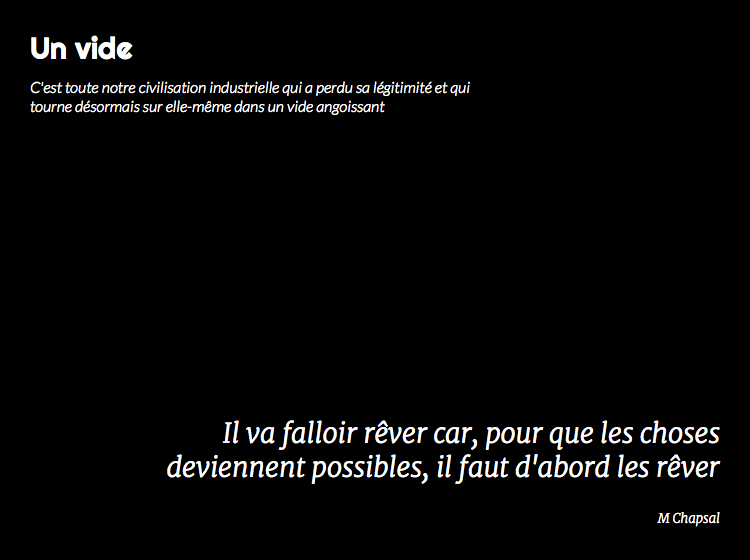 Un vide
C'est toute notre civilisation industrielle qui a perdu sa légitimité et qui
tourne désormais sur elle-même dans un vide angoissant
Il va falloir rêver car, pour que les choses
deviennent possibles, il faut d'abord les rêver
M Chapsal